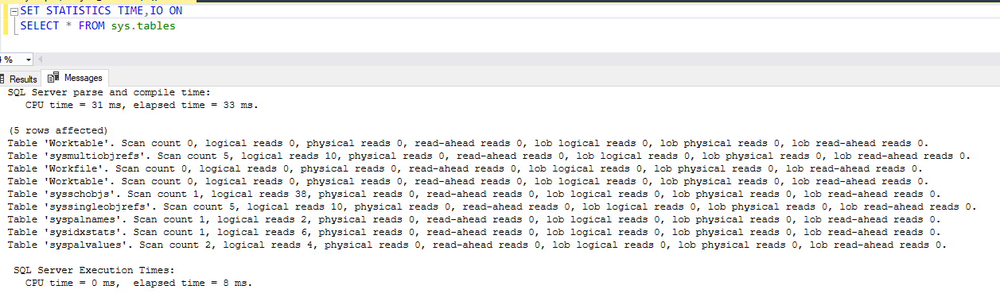 SET STATISTICS TIME,IO ON
SELECT * FROM sys.tables
%
Results
Messages
SQL Server parse and compile time:
CPU time = 31 ms, elapsed time = 33 ms.
(5 rows affected)
Table 'Worktable'. Scan count 0, logical reads 0, physical reads 0, read-ahead reads 0, lob logical reads 0, lob physical reads 0, lob read-ahead reads 0.
Table 'sysmultiobjrefs'. Scan count 5, logical reads 10, physical reads 0, read-ahead reads 0, lob logical reads 0, lob physical reads 0, lob read-ahead reads 0.
Table 'Workfile'. Scan count 0, logical reads 0, physical reads 0, read-ahead reads 0, lob logical reads 0, lob physical reads 0, lob read-ahead reads 0.
Table 'Worktable'. Scan count 0, logical reads 0, physical reads 0, read-ahead reads 0, lob logical reads 0, lob physical reads 0, lob read-ahead reads 0.
Table 'sysschobjs'. Scan count 1, logical reads 38, physical reads 0, read-ahead reads 0, lob logical reads 0, lob physical reads 0, lob read-ahead reads 0.
Table 'syssingleobjrefs'. Scan count 5, logical reads 10, physical reads 0, read-ahead reads 0, lob logical reads 0, lob physical reads 0, lob read-ahead reads 0.
Table 'syspalnames'. Scan count 1, logical reads 2, physical reads 0, read-ahead reads 0, lob logical reads 0, lob physical reads 0, lob read-ahead reads 0.
Table 'sysidxstats'. Scan count 1, logical reads 6, physical reads 0, read-ahead reads 0, lob logical reads 0, lob physical reads 0, lob read-ahead reads 0.
Table 'syspalvalues'. Scan count 2, logical reads 4, physical reads 0, read-ahead reads 0, lob logical reads 0, lob physical reads 0, lob read-ahead reads 0.
SQL Server Execution Times:
CPU time = 0 ms, elapsed time = 8 ms.